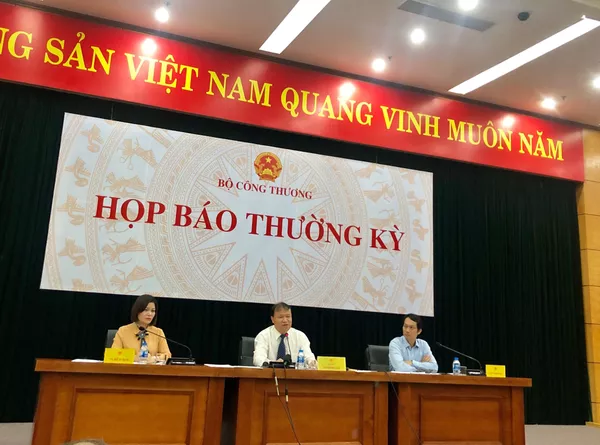 NG SẢN VIỆT NAM QUANG VINH MUÔN NĂM
BỘ CÔNG THƯƠNG
HỌP BÁO THƯỜNG KỲ